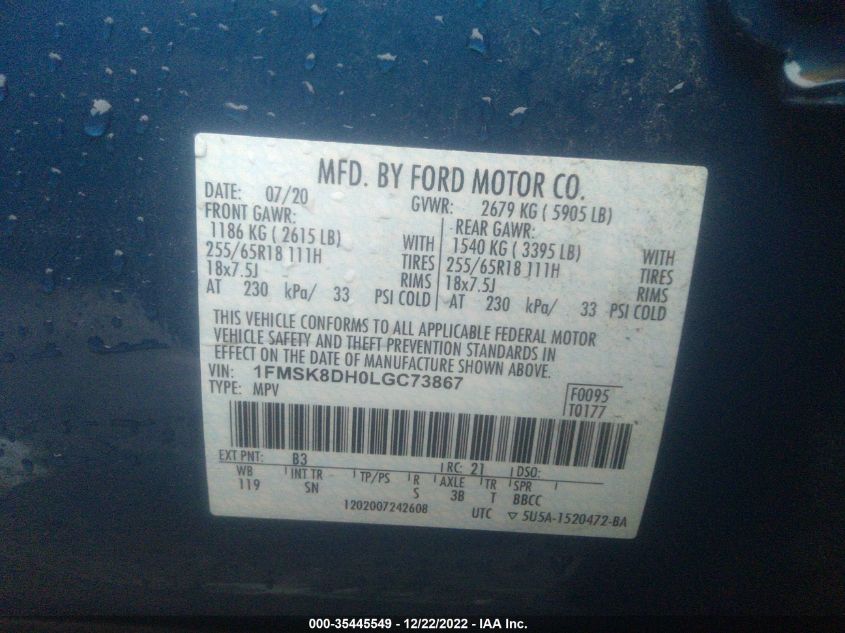 MFD. BY FORD MOTOR CO.
DATE: 07/20 GVWR: 2679 KG ( 5905 LB)
FRONT GAWR: REAR GAWR:
1186 KG ( 2615 LB) WITH 1540 KG ( 3395 LB) WITH
255/65R18 111H TIRES 255/65R18 111H TIRES
18x7.5J RIMS 18x7.5J RIMS
AT 230 kPa/ 33 PSI COLD AT 230 kPa/ 33 PSI COLD
THIS VEHICLE CONFORMS TO ALL APPLICABLE FEDERAL MOTOR
VEHICLE SAFETY AND THEFT PREVENTION STANDARDS IN
EFFECT ON THE DATE OF MANUFACTURE SHOWN ABOVE.
VIN: 1FMSK8DH0LGC73867
TYPE: MPV
F0095
T0177
EXT PNT: B3 RC: 21 DSO:
WB INT TR TP/PS R AXLE TR SPR
119 SN S 3B T BBCC
1202007242608 UTC ▽ 5U5A-1520472-BA
000-35445549 - 12/22/2022 - IAA Inc.